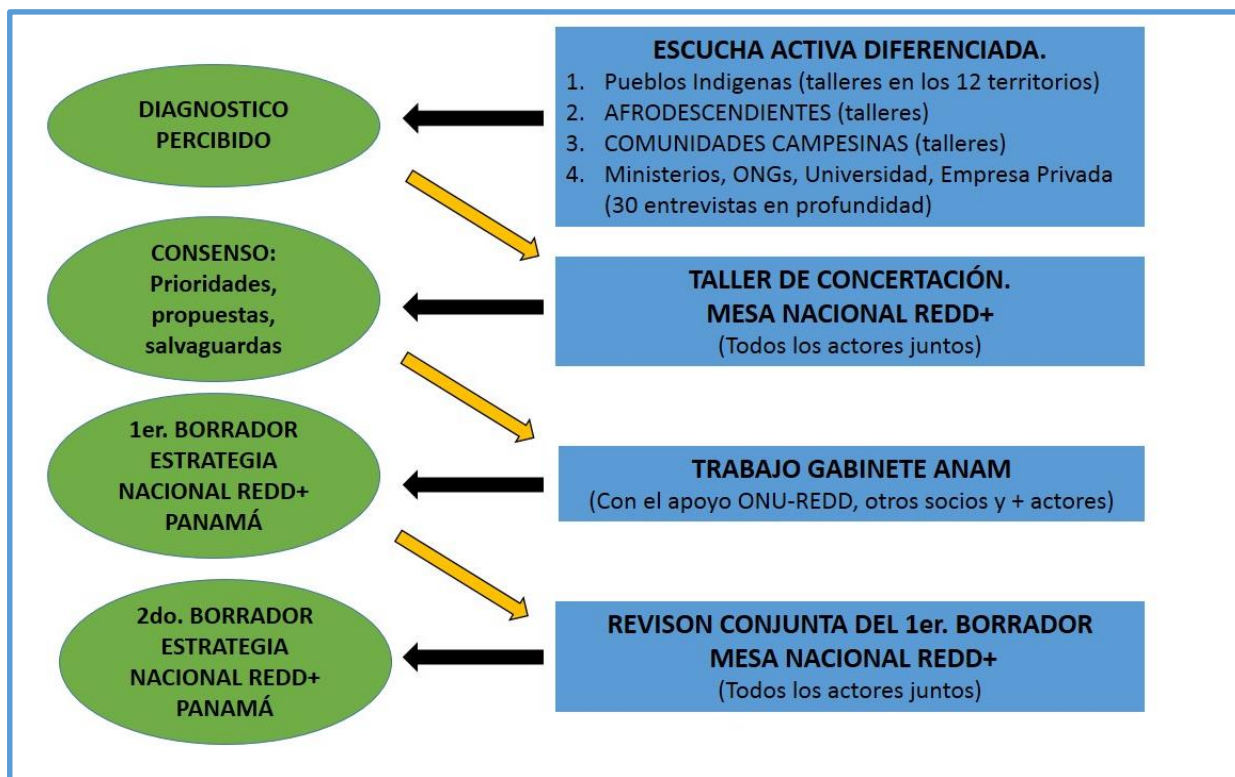 ESCUCHA ACTIVA DIFERENCIADA.
1. Pueblos Indigenas (talleres en los 12 territorios)
2. AFRODESCENDIENTES (talleres)
3. COMUNIDADES CAMPESINAS (talleres)
4. Ministerios, ONGs, Universidad, Empresa Privada
(30 entrevistas en profundidad)
DIAGNOSTICO
PERCIBIDO
TALLER DE CONCERTACIÓN.
MESA NACIONAL REDD+
(Todos los actores juntos)
CONSENSO:
Prioridades,
propuestas,
salvaguardas
TRABAJO GABINETE ANAM
(Con el apoyo ONU-REDD, otros socios y + actores)
1er. BORRADOR
ESTRATEGIA
NACIONAL REDD+
PANAMÁ
REVISON CONJUNTA DEL 1er. BORRADOR
MESA NACIONAL REDD+
(Todos los actores juntos)
2do. BORRADOR
ESTRATEGIA
NACIONAL REDD+
PANAMÁ